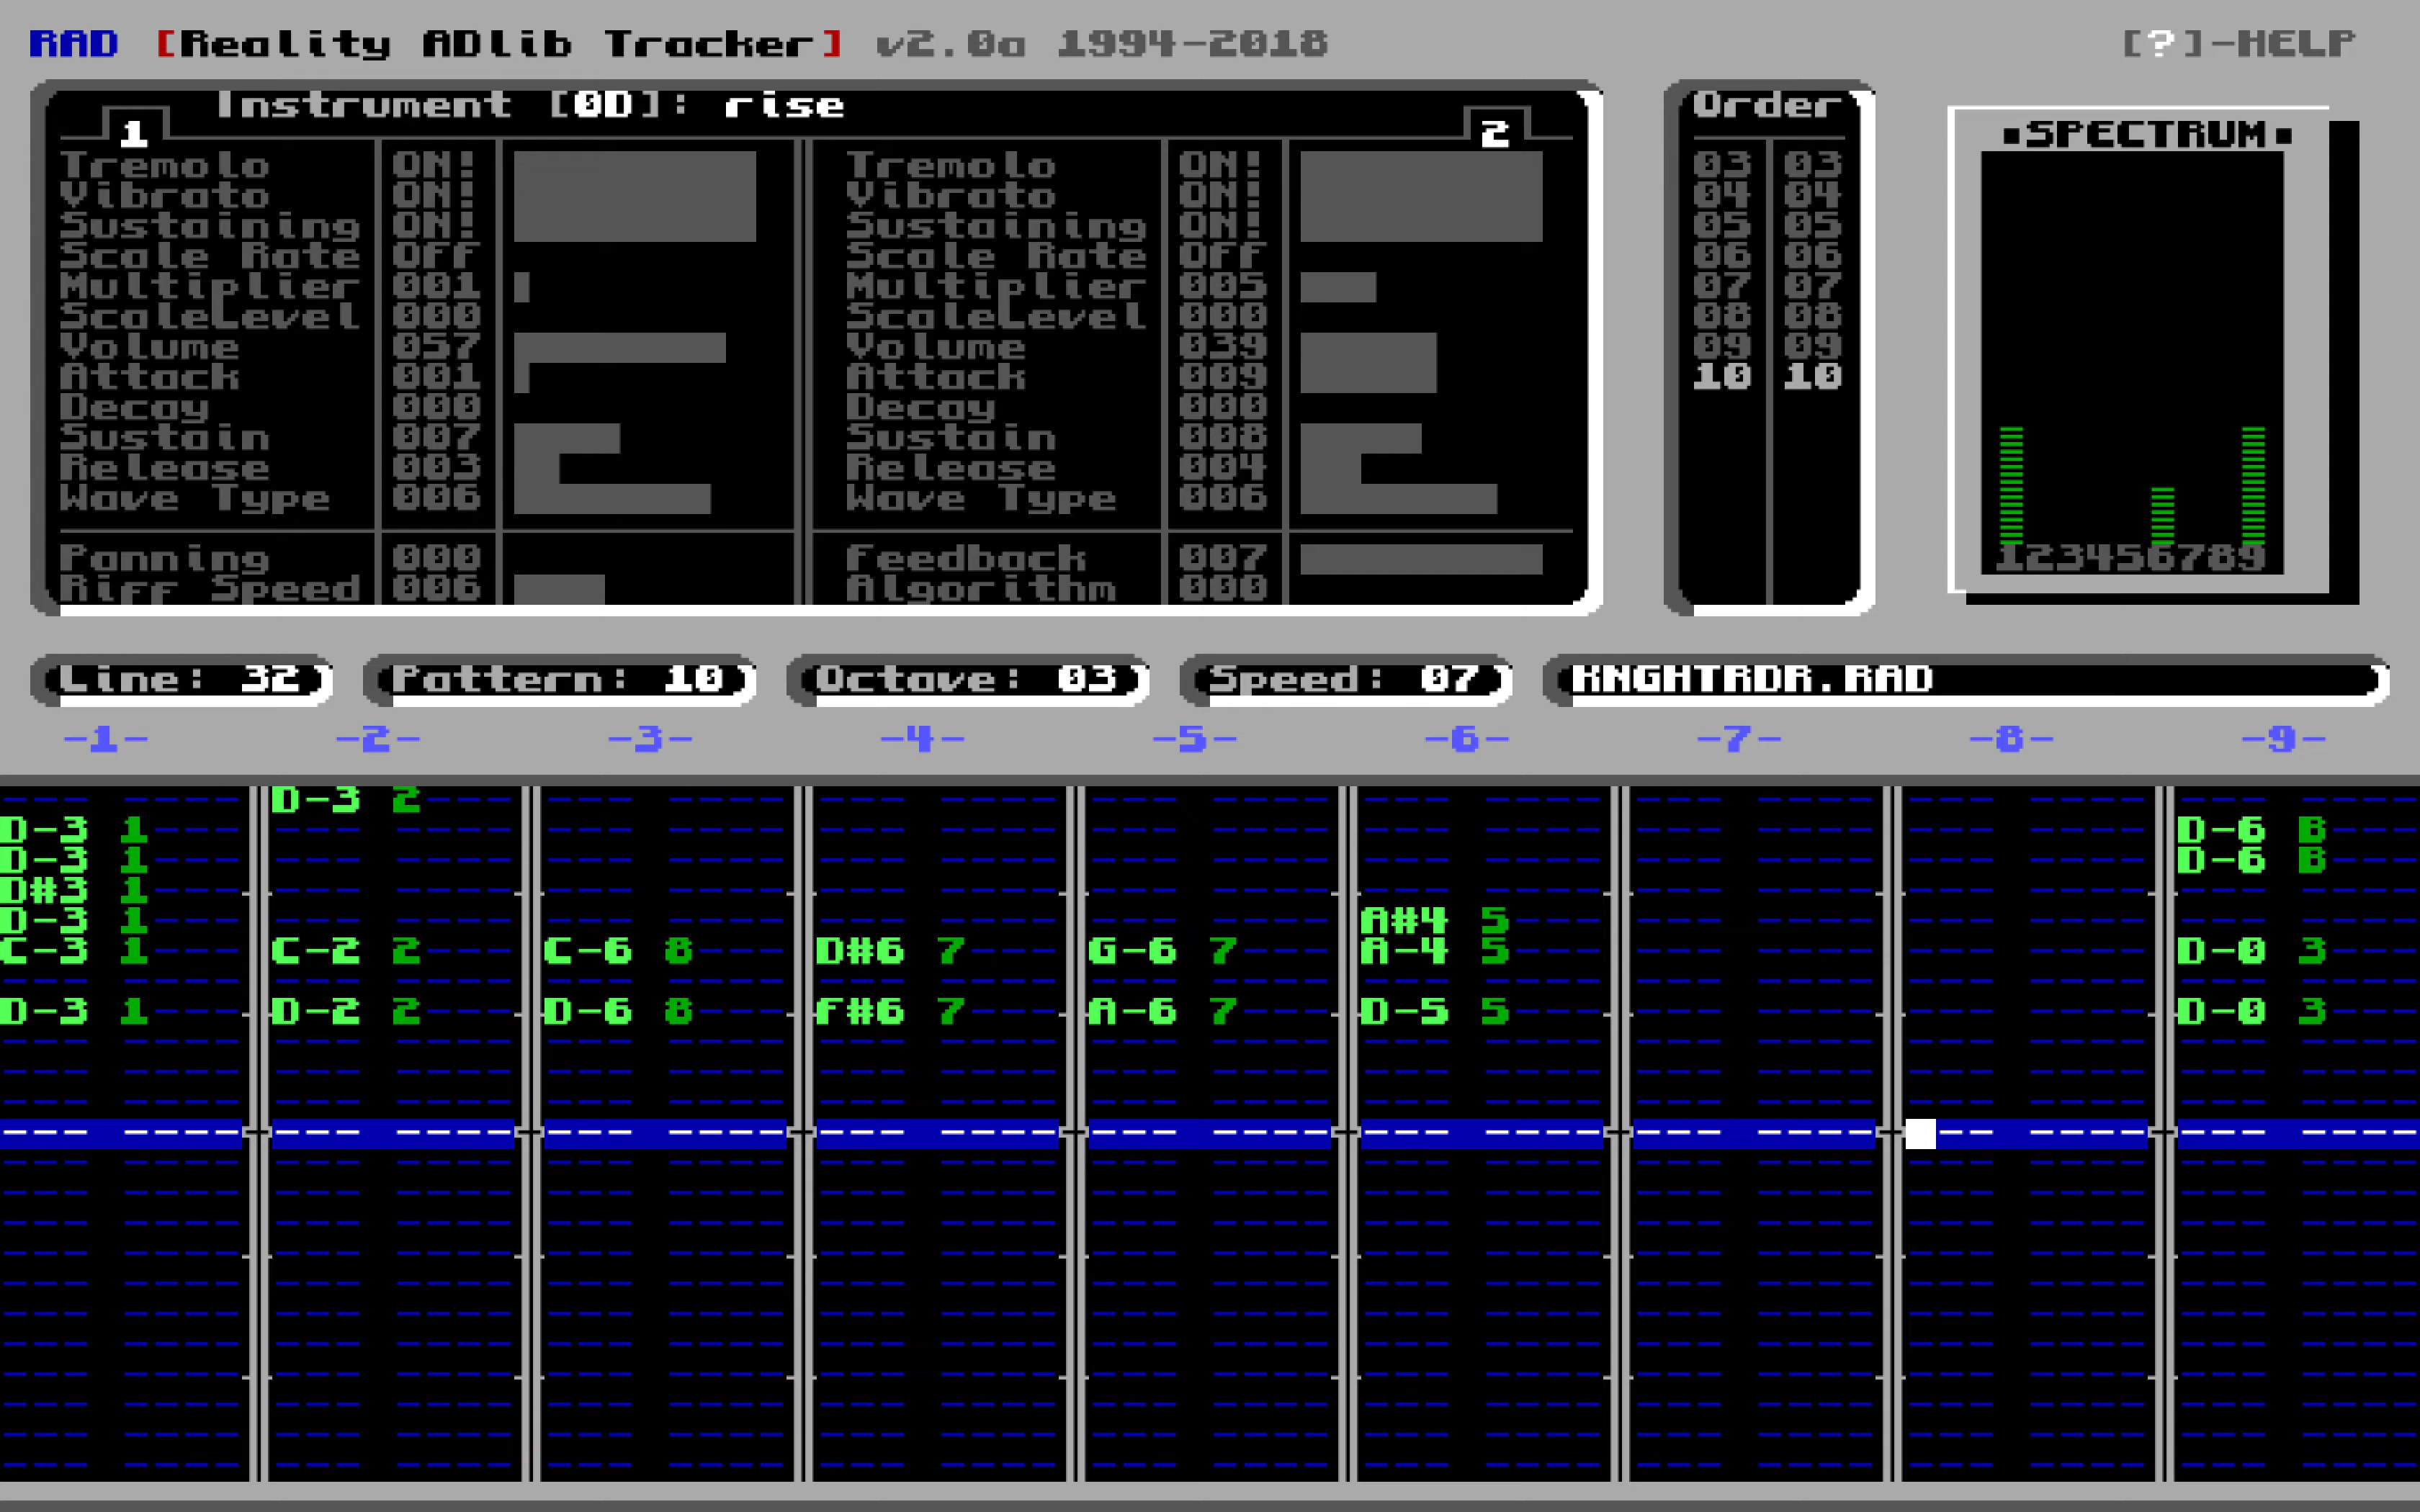 RAD [Reality ADlib Tracker] v2.0a 1994-2018 [?]-HELP
Instrument [0D]: rise
1 2
Tremolo ON! Tremolo ON!
Vibrato ON! Vibrato ON!
Sustaining ON! Sustaining ON!
Scale Rate Off Scale Rate Off
Multiplier 001 Multiplier 005
ScaleLevel 000 ScaleLevel 000
Volume 057 Volume 039
Attack 001 Attack 009
Decay 000 Decay 000
Sustain 007 Sustain 008
Release 003 Release 004
Wave Type 006 Wave Type 006
Panning 000 Feedback 007
Riff Speed 006 Algorithm 000
Order
03 03
04 04
05 05
06 06
07 07
08 08
09 09
10 10
.SPECTRUM.
123456789
Line: 32 Pattern: 10 Octave: 03 Speed: 07 KNGHTRDR.RAD
-1- -2- -3- -4- -5- -6- -7- -8- -9-
D-3 2
D-3 1 D-6 B
D-3 1 D-6 B
D#3 1
D-3 1 A#4 5
C-3 1 C-2 2 C-6 8 D#6 7 G-6 7 A-4 5 D-0 3
D-3 1 D-2 2 D-6 8 F#6 7 A-6 7 D-5 5 D-0 3